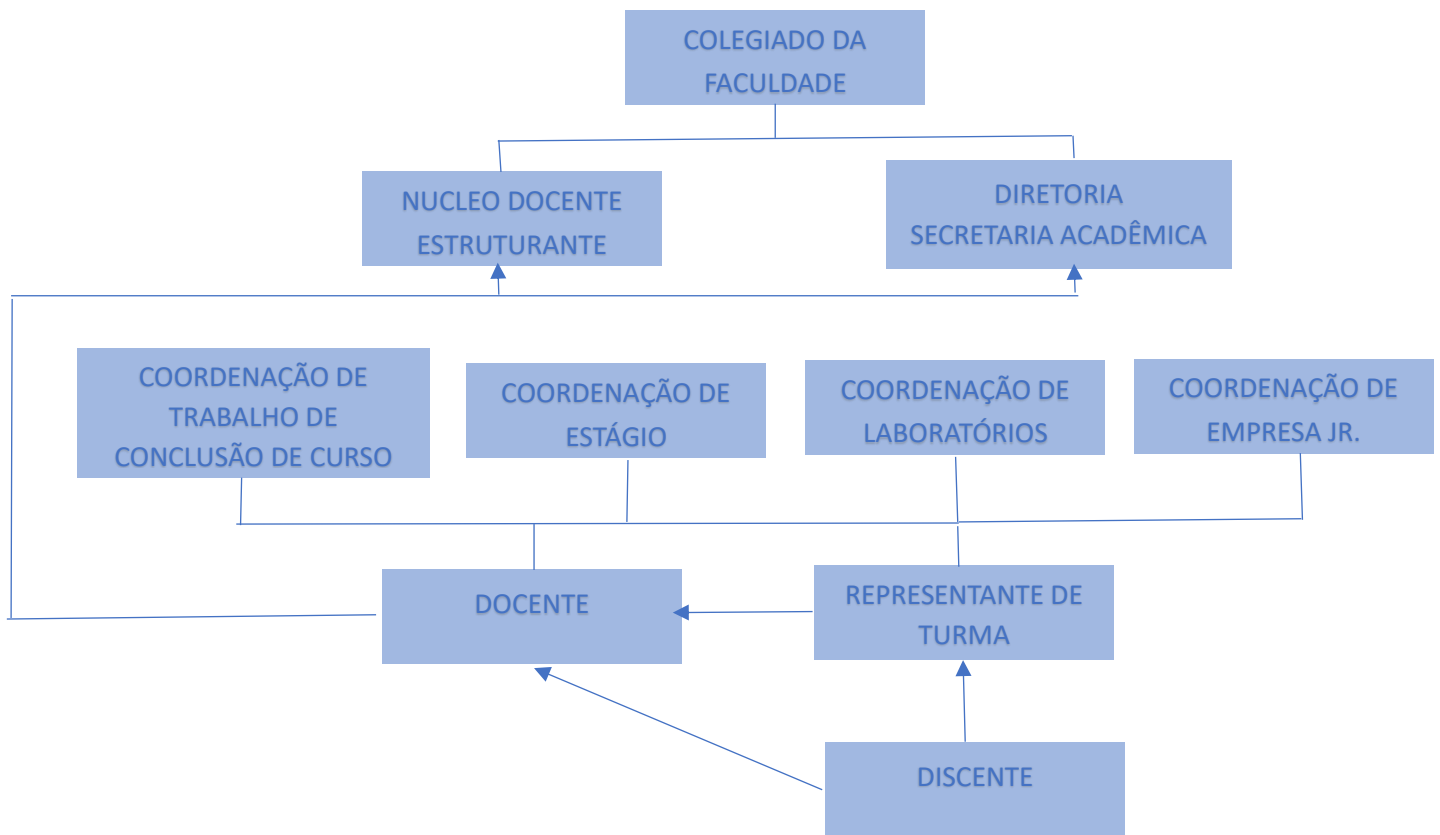 COLEGIADO DA
FACULDADE
NUCLEO DOCENTE
ESTRUTURANTE
DIRETORIA
SECRETARIA ACADÊMICA
COORDENAÇÃO DE
TRABALHO DE
CONCLUSÃO DE CURSO
COORDENAÇÃO DE
ESTÁGIO
COORDENAÇÃO DE
LABORATÓRIOS
COORDENAÇÃO DE
EMPRESA JR.
DOCENTE
REPRESENTANTE DE
TURMA
DISCENTE